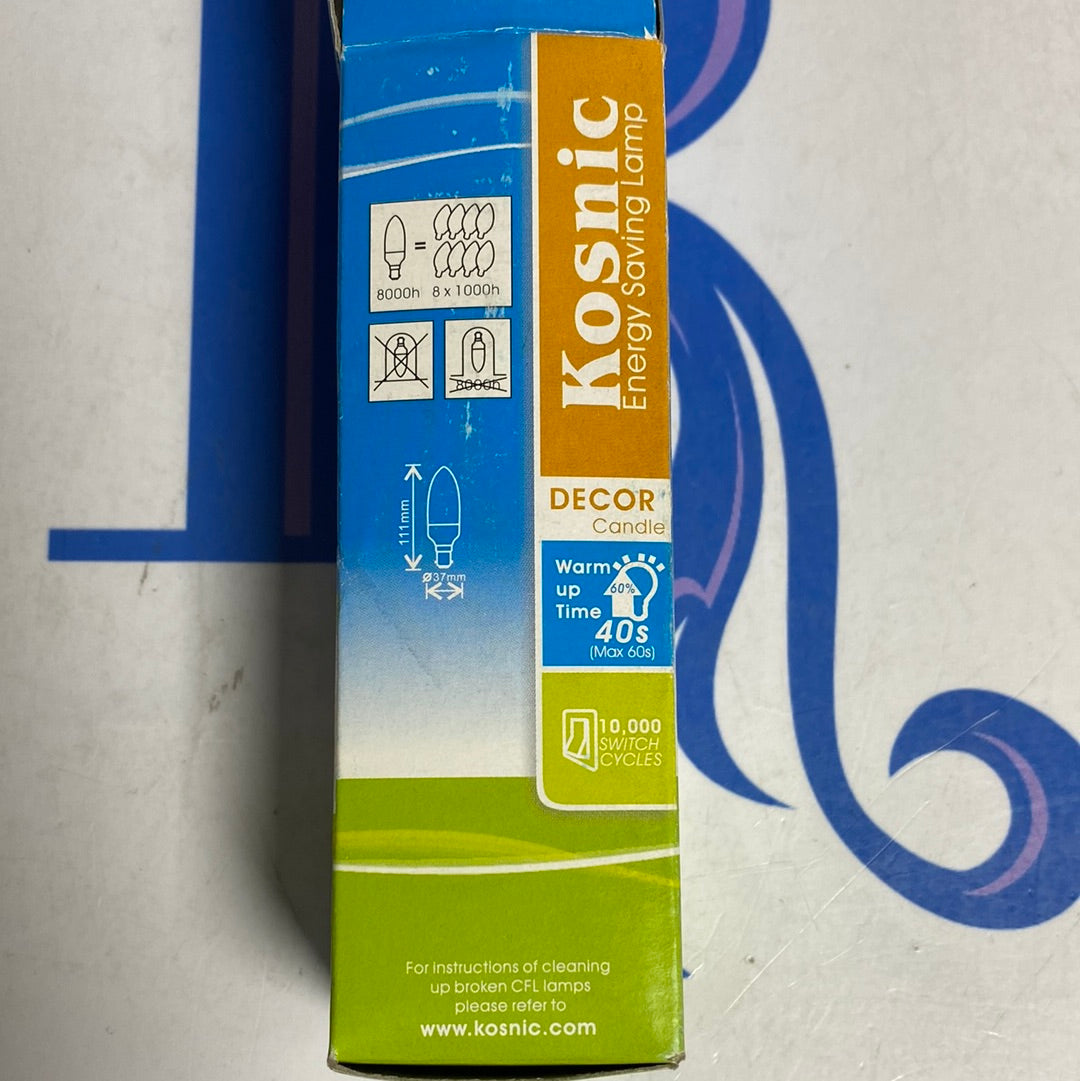 Kosnic
Energy Saving Lamp
8000h 8 x 1000h
8000h
111mm
Ø37mm
DECOR
Candle
Warm
up
Time
60%
40s
(Max 60s)
10,000
SWITCH
CYCLES
For instructions of cleaning
up broken CFL lamps
please refer to
www.kosnic.com